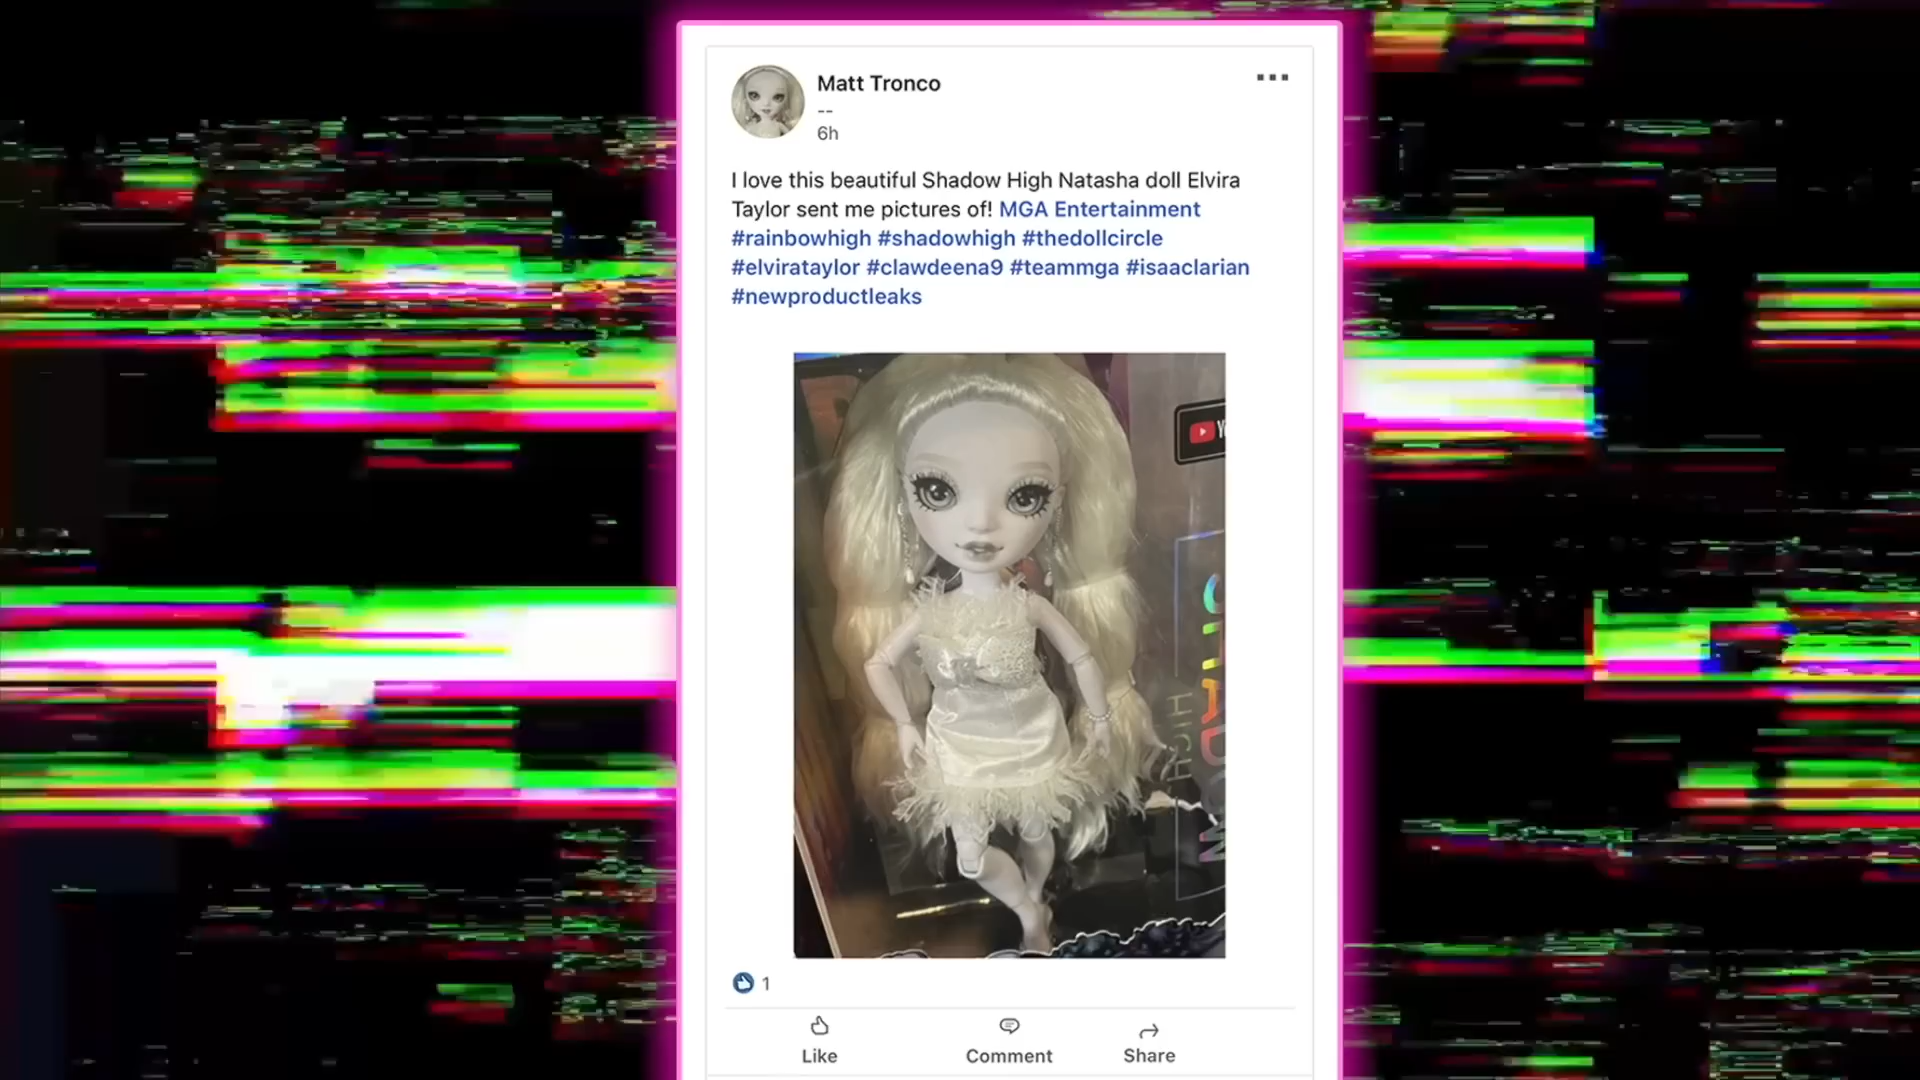 Matt Tronco
--
6h
I love this beautiful Shadow High Natasha doll Elvira
Taylor sent me pictures of! MGA Entertainment
#rainbowhigh #shadowhigh #thedollcircle
#elvirataylor #clawdeena9 #teammga #isaaclarian
#newproductleaks
Y
SHADOW
HIGH
1
Like
Comment
Share